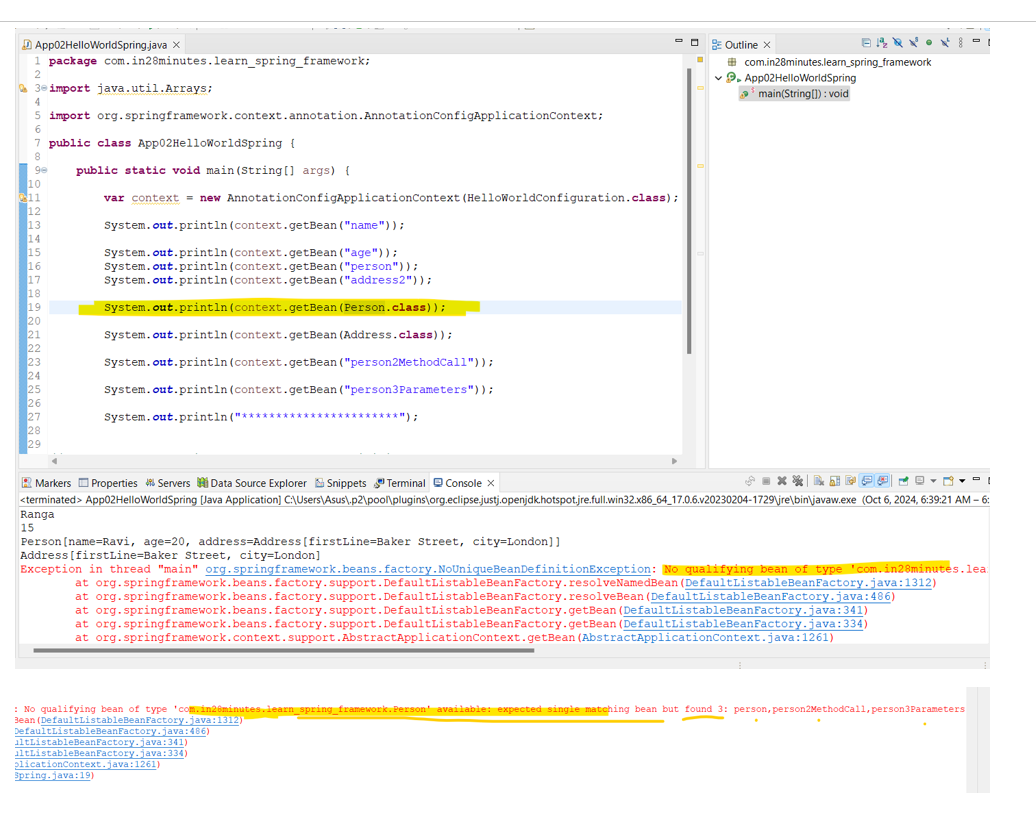 App02HelloWorldSpring.java
1 package com.in28minutes.learn_spring_framework;
2
3 import java.util.Arrays;
4
5 import org.springframework.context.annotation.AnnotationConfigApplicationContext;
6
7 public class App02HelloWorldSpring {
8
9 public static void main(String[] args) {
10
11 var context = new AnnotationConfigApplicationContext(HelloWorldConfiguration.class);
12
13 System.out.println(context.getBean("name"));
14
15 System.out.println(context.getBean("age"));
16 System.out.println(context.getBean("person"));
17 System.out.println(context.getBean("address2"));
18
19 System.out.println(context.getBean(Person.class));
20
21 System.out.println(context.getBean(Address.class));
22
23 System.out.println(context.getBean("person2MethodCall"));
24
25 System.out.println(context.getBean("person3Parameters"));
26
27 System.out.println("***********************");
28
29
Outline
com.in28minutes.learn_spring_framework
App02HelloWorldSpring
main(String[]) : void
Markers Properties Servers Data Source Explorer Snippets Terminal Console
<terminated> App02HelloWorldSpring [Java Application] C:\Users\Asus\.p2\pool\plugins\org.eclipse.justj.openjdk.hotspot.jre.full.win32.x86_64_17.0.6.v20230204-1729\jre\bin\javaw.exe (Oct 6, 2024, 6:39:21 AM – 6:
Ranga
15
Person[name=Ravi, age=20, address=Address[firstLine=Baker Street, city=London]]
Address[firstLine=Baker Street, city=London]
Exception in thread "main" org.springframework.beans.factory.NoUniqueBeanDefinitionException: No qualifying bean of type 'com.in28minutes.lea
at org.springframework.beans.factory.support.DefaultListableBeanFactory.resolveNamedBean(DefaultListableBeanFactory.java:1312)
at org.springframework.beans.factory.support.DefaultListableBeanFactory.resolveBean(DefaultListableBeanFactory.java:486)
at org.springframework.beans.factory.support.DefaultListableBeanFactory.getBean(DefaultListableBeanFactory.java:341)
at org.springframework.beans.factory.support.DefaultListableBeanFactory.getBean(DefaultListableBeanFactory.java:334)
at org.springframework.context.support.AbstractApplicationContext.getBean(AbstractApplicationContext.java:1261)
: No qualifying bean of type 'com.in28minutes.learn_spring_framework.Person' available: expected single matching bean but found 3: person,person2MethodCall,person3Parameters
Bean(DefaultListableBeanFactory.java:1312)
DefaultListableBeanFactory.java:486)
ultListableBeanFactory.java:341)
ultListableBeanFactory.java:334)
plicationContext.java:1261)
Spring.java:19)